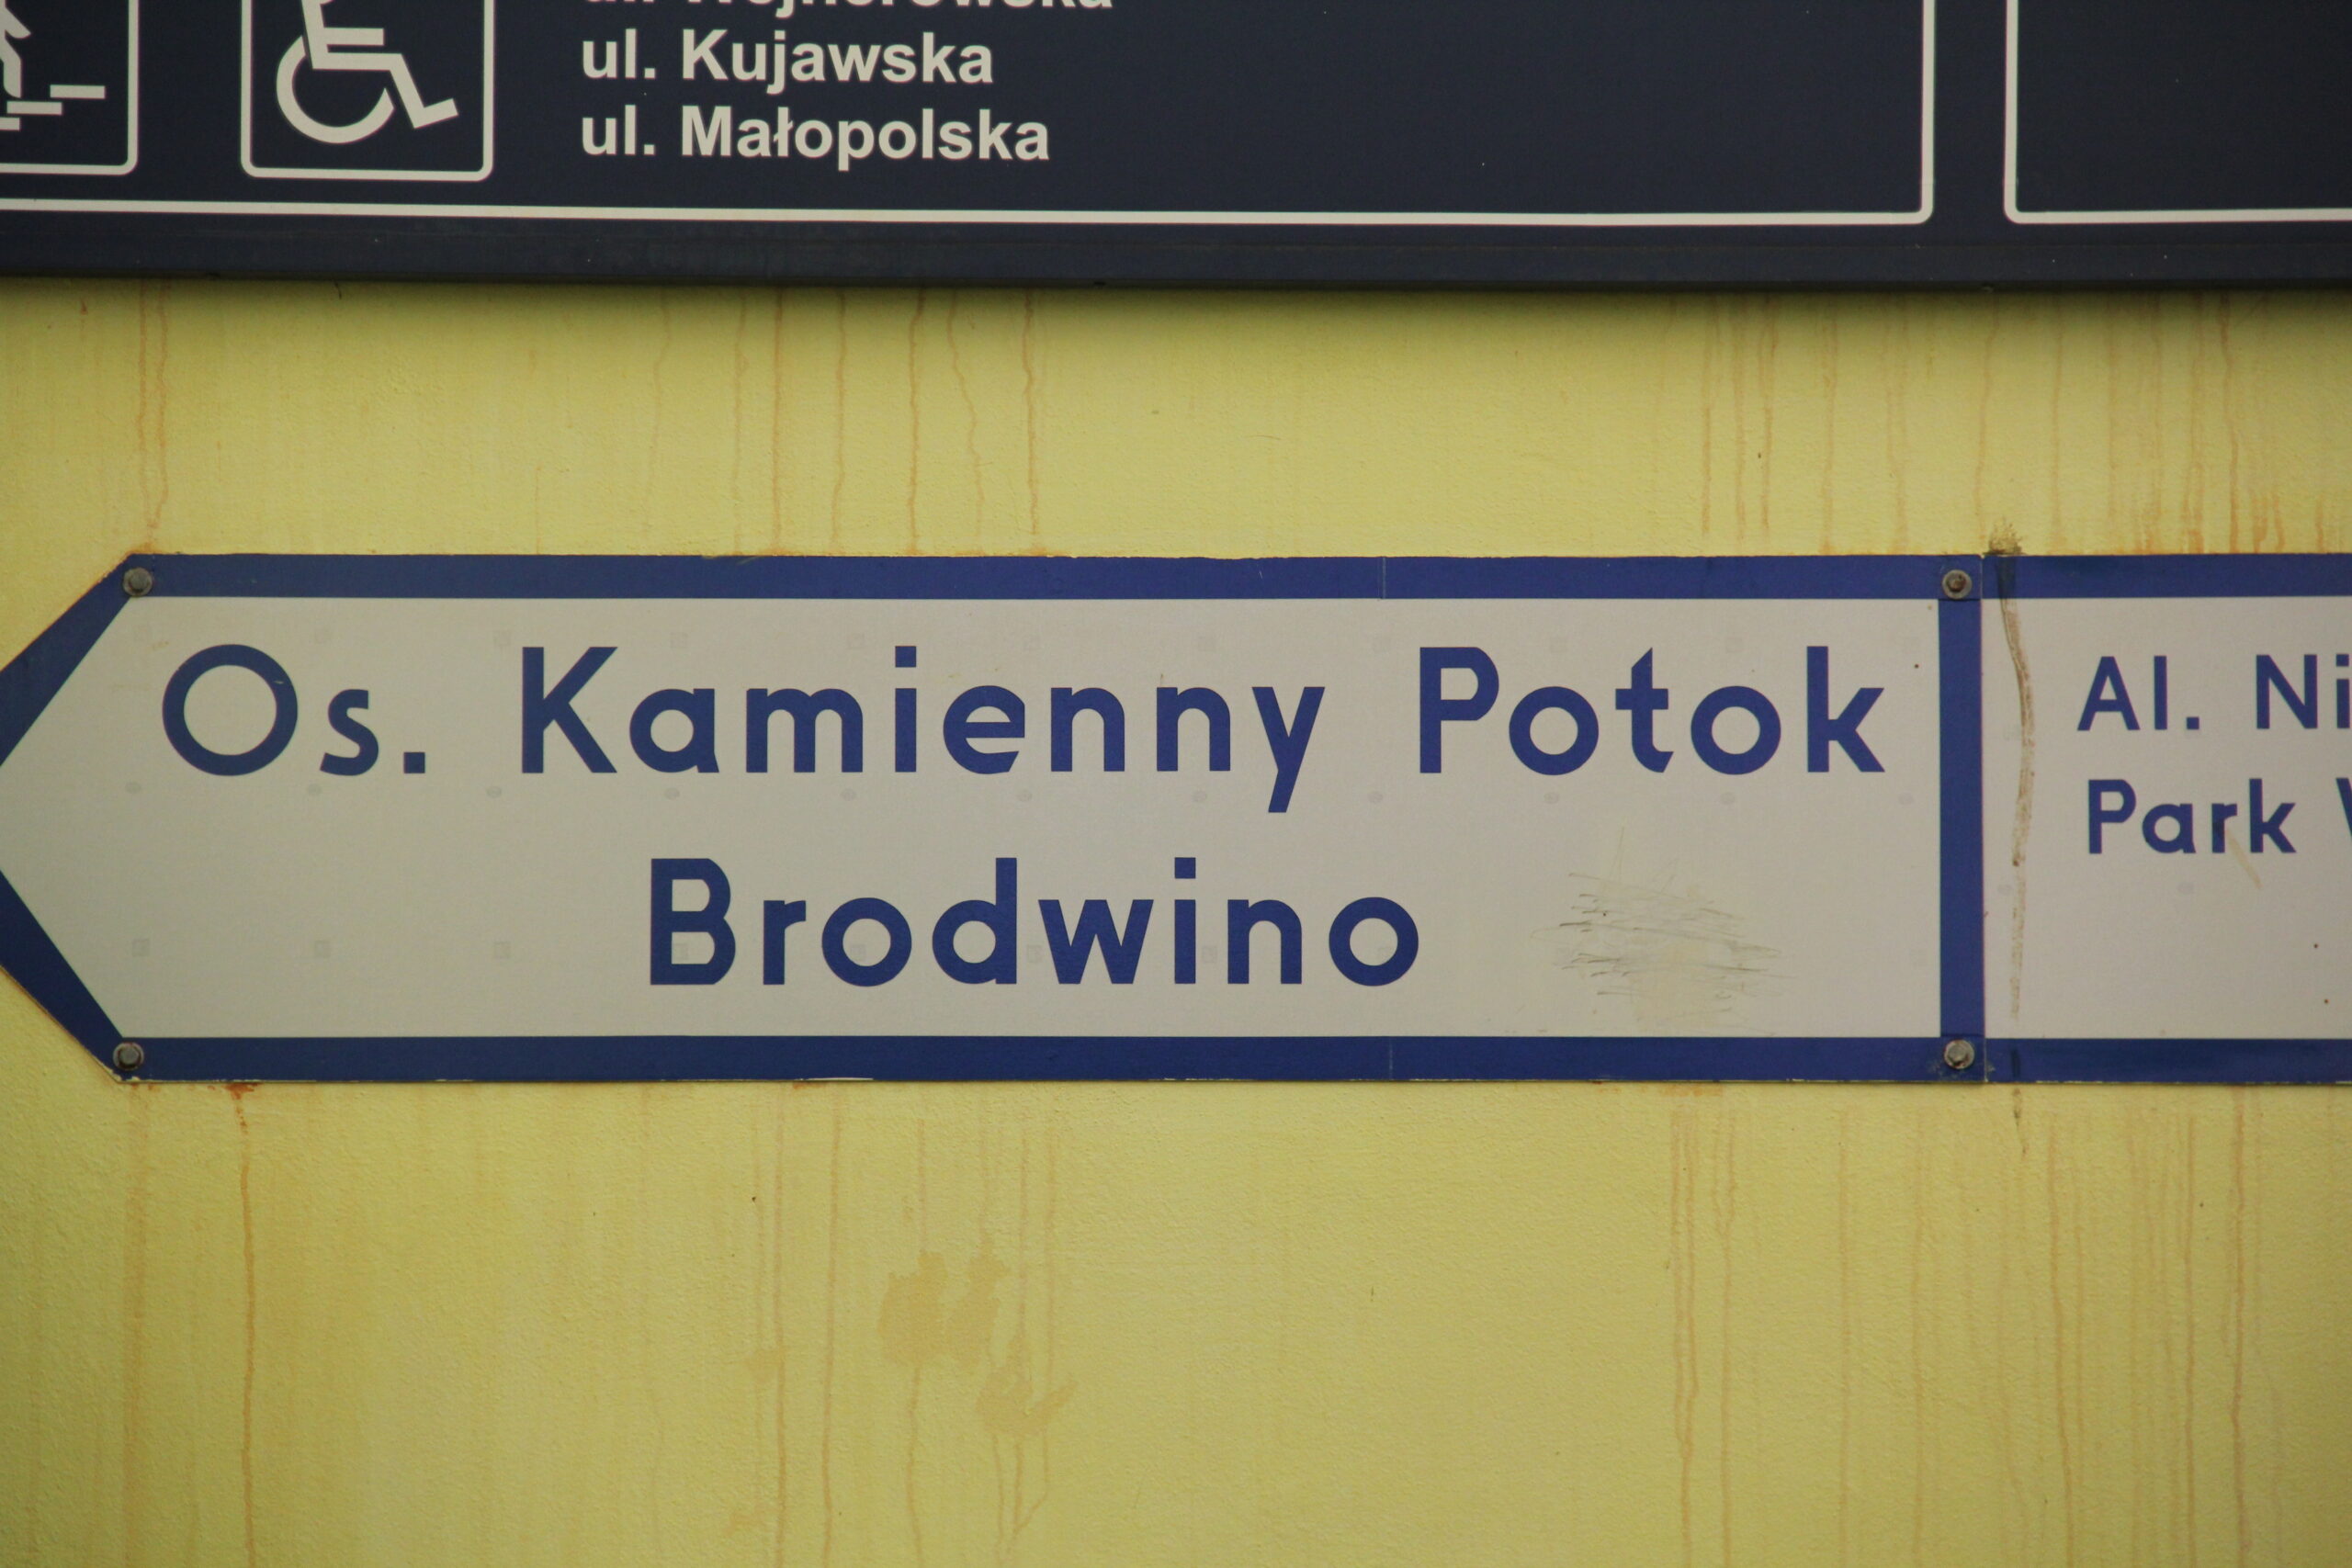 ul. Kujawska
ul. Małopolska
Os. Kamienny Potok
Brodwino
Al. Ni
Park